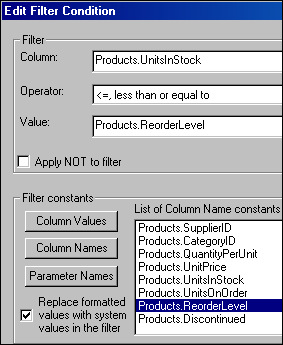 Edit Filter Condition
Filter
Column:
Products.UnitsInStock
Operator:
<=, less than or equal to
Value:
Products.ReorderLevel
Apply NOT to filter
Filter constants
Column Values
Column Names
Parameter Names
Replace formatted
values with system
values in the filter
List of Column Name constants
Products.SupplierID
Products.CategoryID
Products.QuantityPerUnit
Products.UnitPrice
Products.UnitsInStock
Products.UnitsOnOrder
Products.ReorderLevel
Products.Discontinued